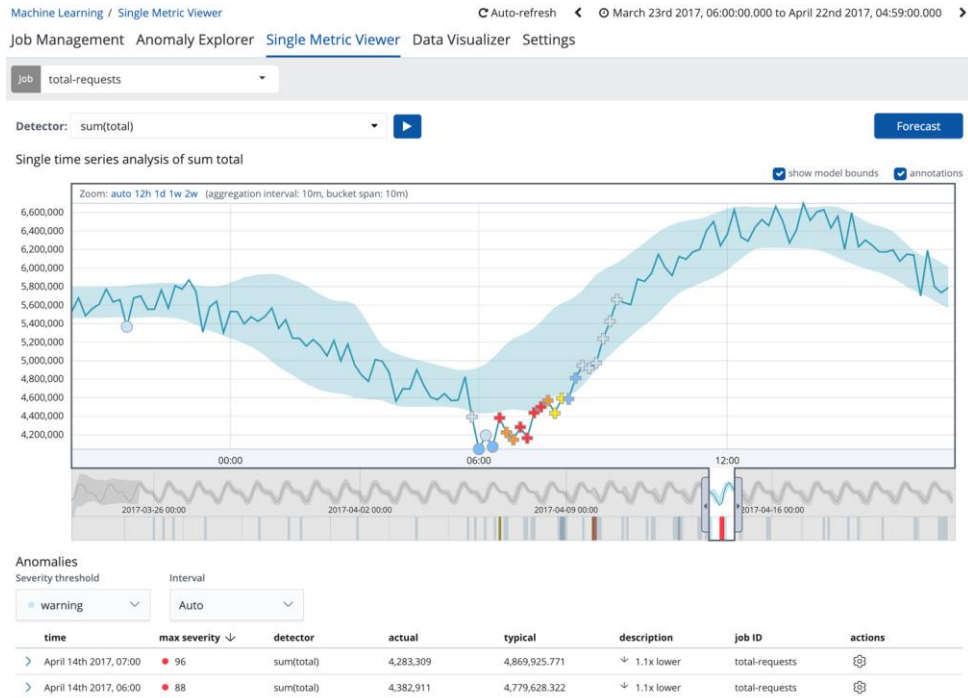 Machine Learning / Single Metric Viewer
Auto-refresh
March 23rd 2017, 06:00:00.000 to April 22nd 2017, 04:59:00.000
Job Management Anomaly Explorer Single Metric Viewer Data Visualizer Settings
Job total-requests
Detector: sum(total)
Forecast
Single time series analysis of sum total
show model bounds annotations
Zoom: auto 12h 1d 1w 2w (aggregation interval: 10m, bucket span: 10m)
6,600,000
6,400,000
6,200,000
6,000,000
5,800,000
5,600,000
5,400,000
5,200,000
5,000,000
4,800,000
4,600,000
4,400,000
4,200,000
00:00 06:00 12:00
2017-03-26 00:00 2017-04-02 00:00 2017-04-09 00:00 2017-04-16 00:00
Anomalies
Severity threshold Interval
warning Auto
time max severity detector actual typical description job ID actions
April 14th 2017, 07:00 96 sum(total) 4,283,309 4,869,925.771 1.1x lower total-requests
April 14th 2017, 06:00 88 sum(total) 4,382,911 4,779,628.322 1.1x lower total-requests